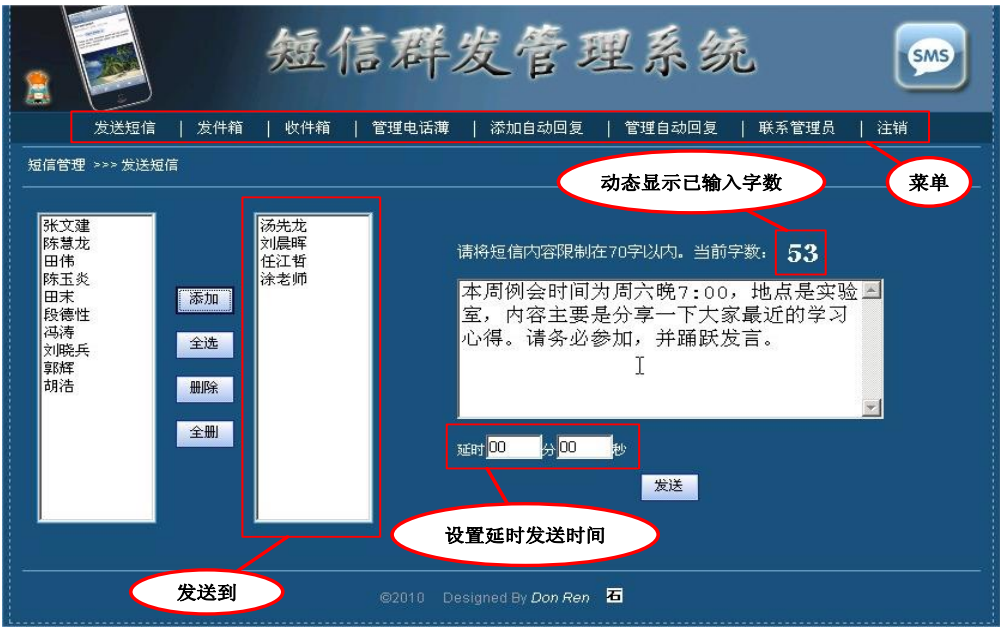 短信群发管理系统
SMS
发送短信 | 发件箱 | 收件箱 | 管理电话薄 | 添加自动回复 | 管理自动回复 | 联系管理员 | 注销
短信管理 >>> 发送短信
动态显示已输入字数
菜单
张文建
陈慧龙
田伟
陈玉炎
田末
段德性
冯涛
刘晓兵
郭辉
胡浩
添加
全选
删除
全删
汤先龙
刘晨晖
任江哲
涂老师
请将短信内容限制在70字以内。当前字数: 53
本周例会时间为周六晚7:00,地点是实验
室,内容主要是分享一下大家最近的学习
心得。请务必参加,并踊跃发言。
延时 00 分 00 秒
发送
设置延时发送时间
发送到
©2010 Designed By Don Ren 石